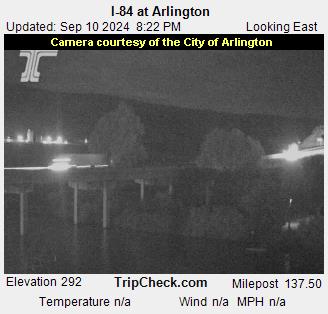 I-84 at Arlington
Updated: Sep 10 2024 8:22 PM Looking East
Camera courtesy of the City of Arlington
Elevation 292 TripCheck.com Milepost 137.50
Temperature n/a Wind n/a MPH n/a